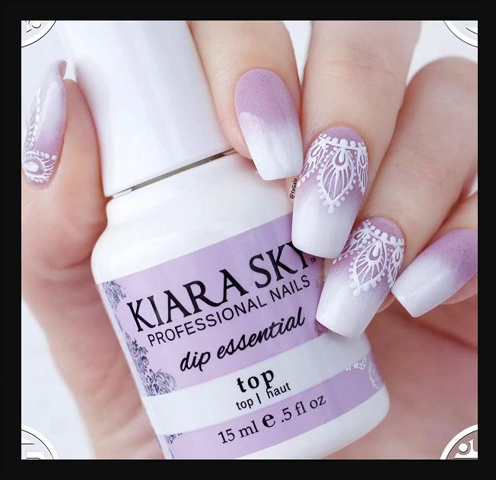 KIARA SKY
PROFESSIONAL NAILS
dip essential
top
top | haut
15 ml e .5 fl oz